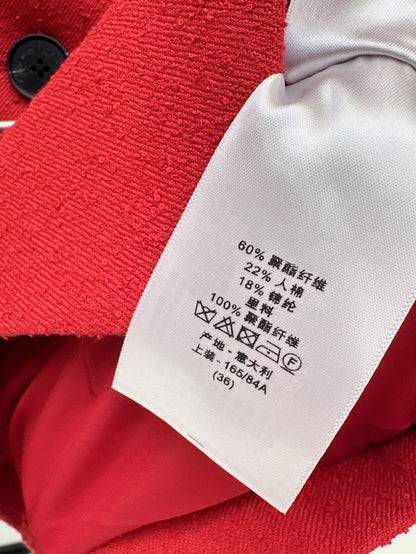 60% 聚酯纤维
22% 人棉
18% 锦纶
里料
100% 聚酯纤维
产地 - 意大利
上装 - 165/84A
(36)